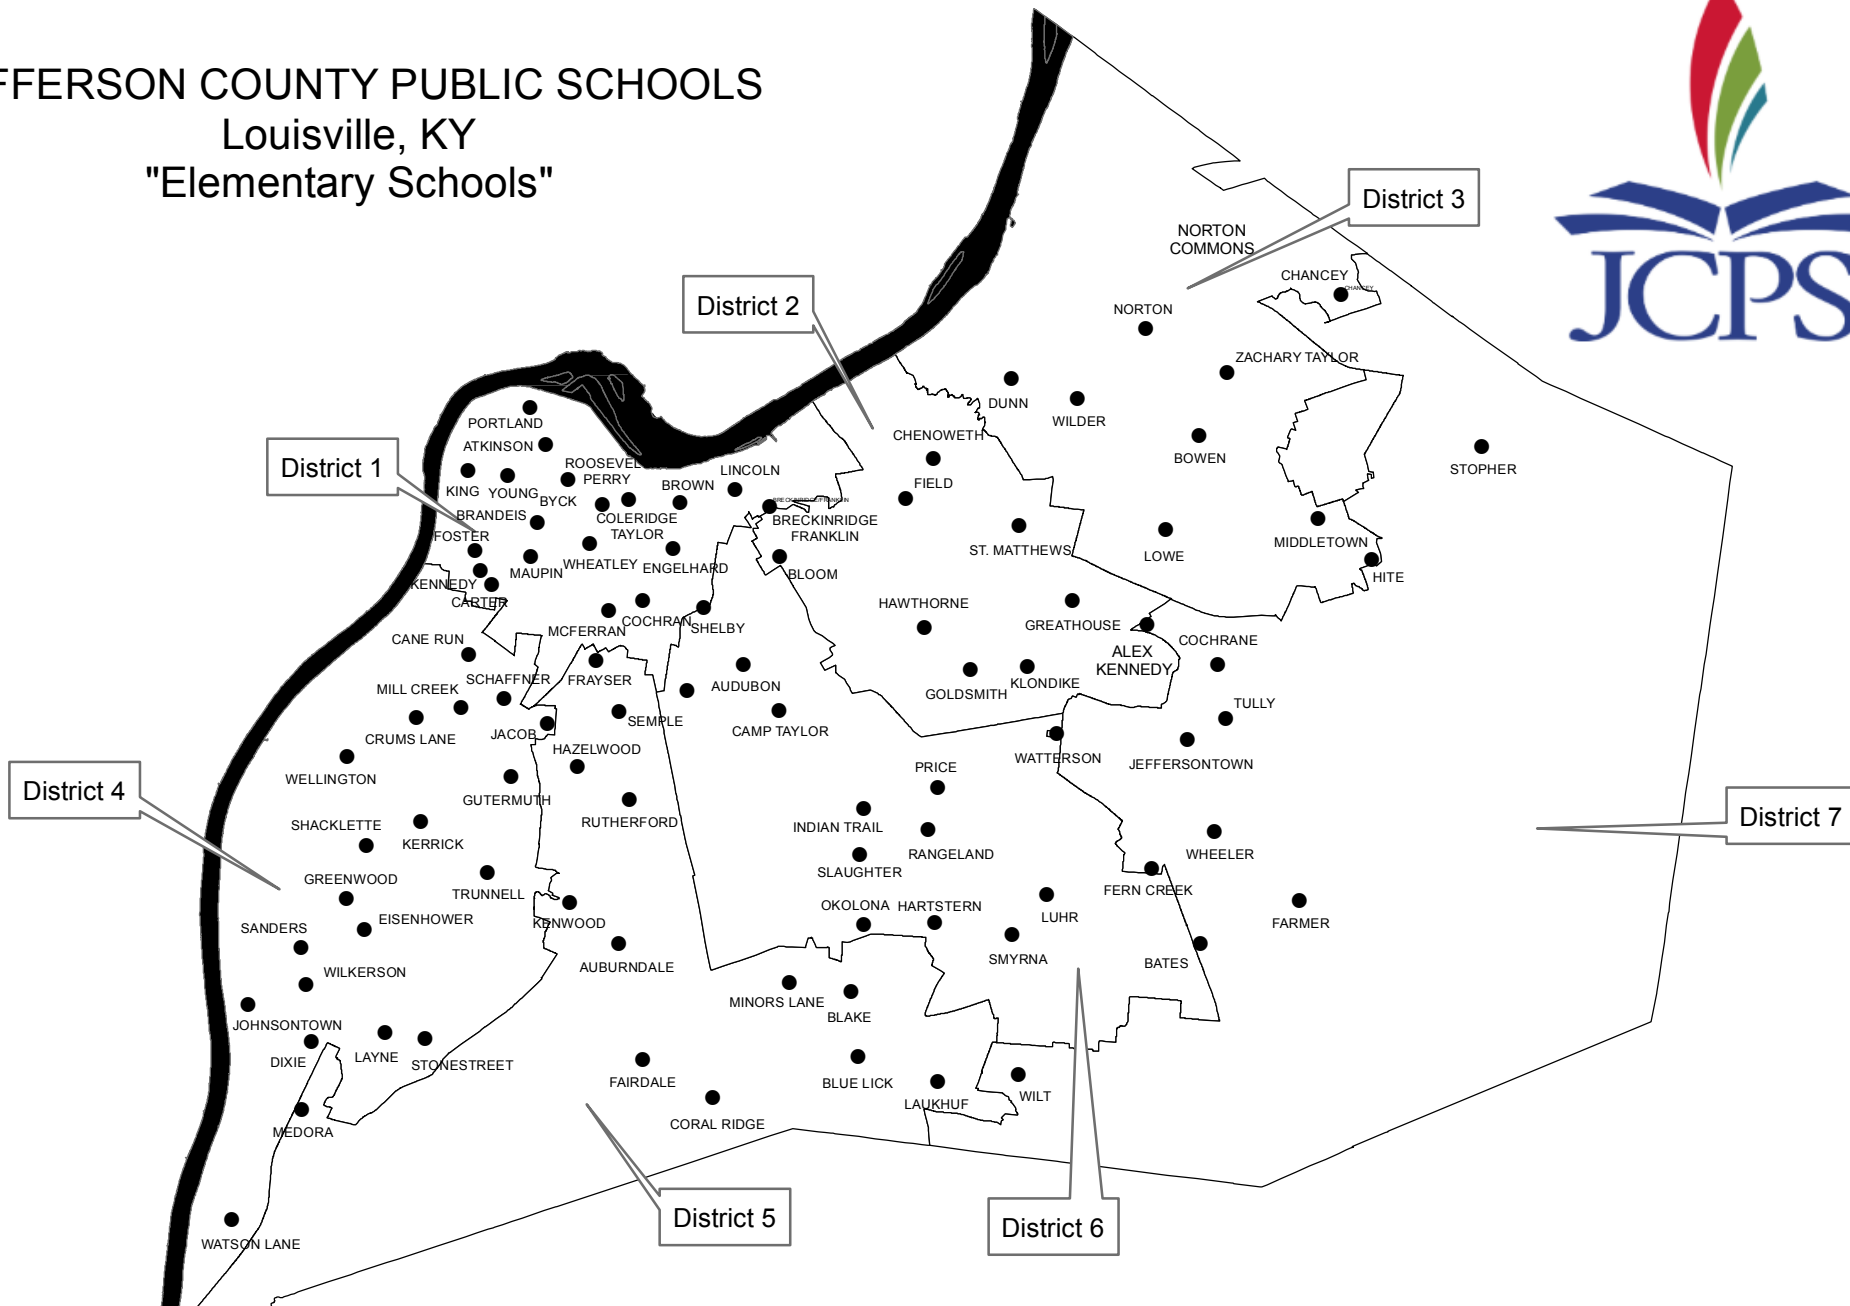 FFERSON COUNTY PUBLIC SCHOOLS
Louisville, KY
"Elementary Schools"
JCPS
District 3
NORTON
COMMONS
CHANCEY
CHANCEY
District 2
NORTON
ZACHARY TAYLOR
DUNN
WILDER
PORTLAND
CHENOWETH
ATKINSON
BOWEN
District 1
ROOSEVEL
PERRY
LINCOLN
STOPHER
KING
YOUNG
BYCK
BROWN
FIELD
BRECKINRIDGE/FRANKLIN
BRANDEIS
COLERIDGE
TAYLOR
BRECKINRIDGE
FRANKLIN
FOSTER
ST. MATTHEWS
LOWE
MIDDLETOWN
MAUPIN
WHEATLEY
ENGELHARD
BLOOM
HITE
KENNEDY
CARTER
HAWTHORNE
MCFERRAN
COCHRAN
SHELBY
GREATHOUSE
CANE RUN
ALEX
KENNEDY
COCHRANE
SCHAFFNER
FRAYSER
MILL CREEK
AUDUBON
GOLDSMITH
KLONDIKE
TULLY
CRUMS LANE
JACOB
SEMPLE
CAMP TAYLOR
HAZELWOOD
WATTERSON
JEFFERSONTOWN
WELLINGTON
PRICE
District 4
GUTERMUTH
RUTHERFORD
District 7
SHACKLETTE
KERRICK
INDIAN TRAIL
RANGELAND
WHEELER
GREENWOOD
TRUNNELL
SLAUGHTER
FERN CREEK
SANDERS
EISENHOWER
KENWOOD
OKOLONA
HARTSTERN
LUHR
FARMER
WILKERSON
AUBURNDALE
SMYRNA
BATES
MINORS LANE
BLAKE
JOHNSONTOWN
DIXIE
LAYNE
STONESTREET
FAIRDALE
BLUE LICK
LAUKHUF
WILT
MEDORA
CORAL RIDGE
District 5
District 6
WATSON LANE